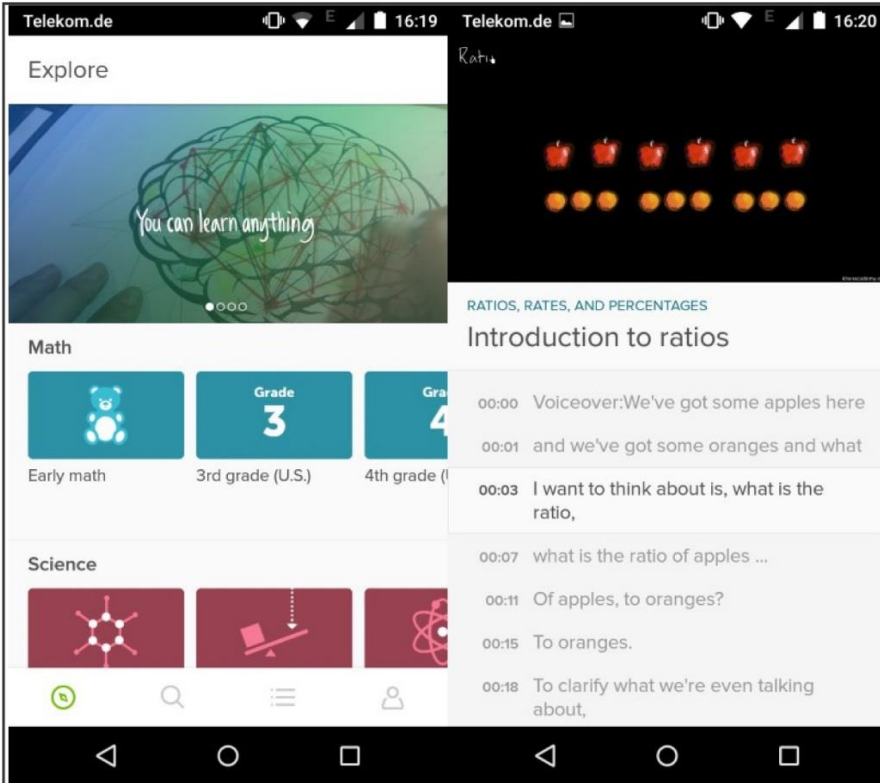 Telekom.de
E
16:19
Explore
You can learn anything
Math
Grade
3
Gra
4
Early math
3rd grade (U.S.)
4th grade (
Science
Telekom.de
E
16:20
Rati
RATIOS, RATES, AND PERCENTAGES
Introduction to ratios
00:00 Voiceover:We've got some apples here
00:01 and we've got some oranges and what
00:03 I want to think about is, what is the
ratio,
00:07 what is the ratio of apples ...
00:11 Of apples, to oranges?
00:15 To oranges.
00:18 To clarify what we're even talking
about,